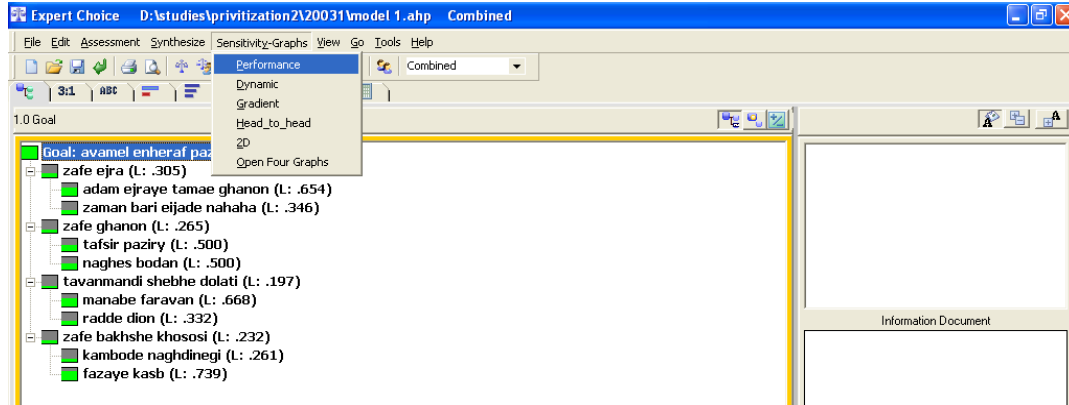 Expert Choice D:\studies\privitization2\20031\model 1.ahp Combined
File Edit Assessment Synthesize Sensitivity-Graphs View Go Tools Help
Performance
Combined
3:1 ABC
Dynamic
Gradient
Head_to_head
2D
Open Four Graphs
1.0 Goal
A
A
Goal: avamel enheraf
zafe ejra (L: .305)
adam ejraye tamae ghanon (L: .654)
zaman bari eijade nahaha (L: .346)
zafe ghanon (L: .265)
tafsir paziry (L: .500)
naghes bodan (L: .500)
tavanmandi shebhe dolati (L: .197)
manabe faravan (L: .668)
radde dion (L: .332)
Information Document
zafe bakhshe khososi (L: .232)
kambode naghdinegi (L: .261)
fazaye kasb (L: .739)